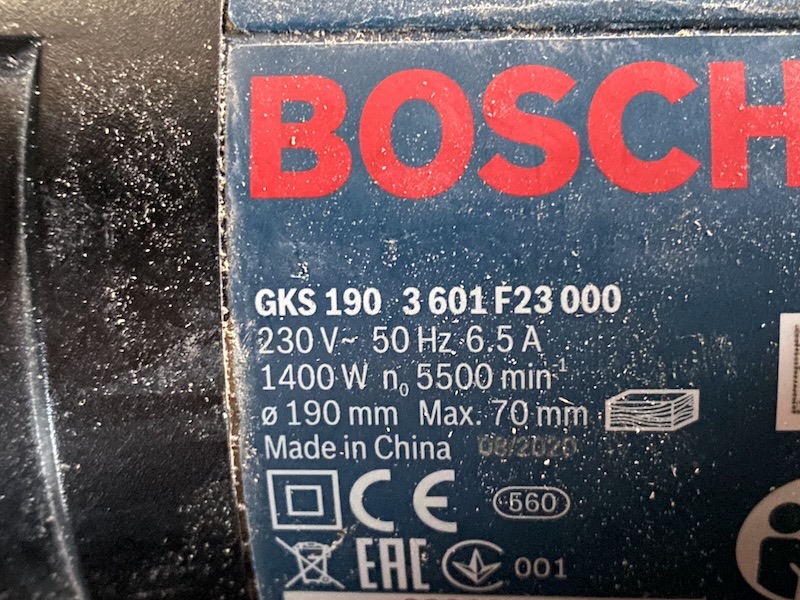 BOSCH
GKS 190 3 601 F23 000
230 V~ 50 Hz 6.5 A
1400 W n₀ 5500 min⁻¹
ø 190 mm Max. 70 mm
Made in China 08/2020
CE 560
EAC 001